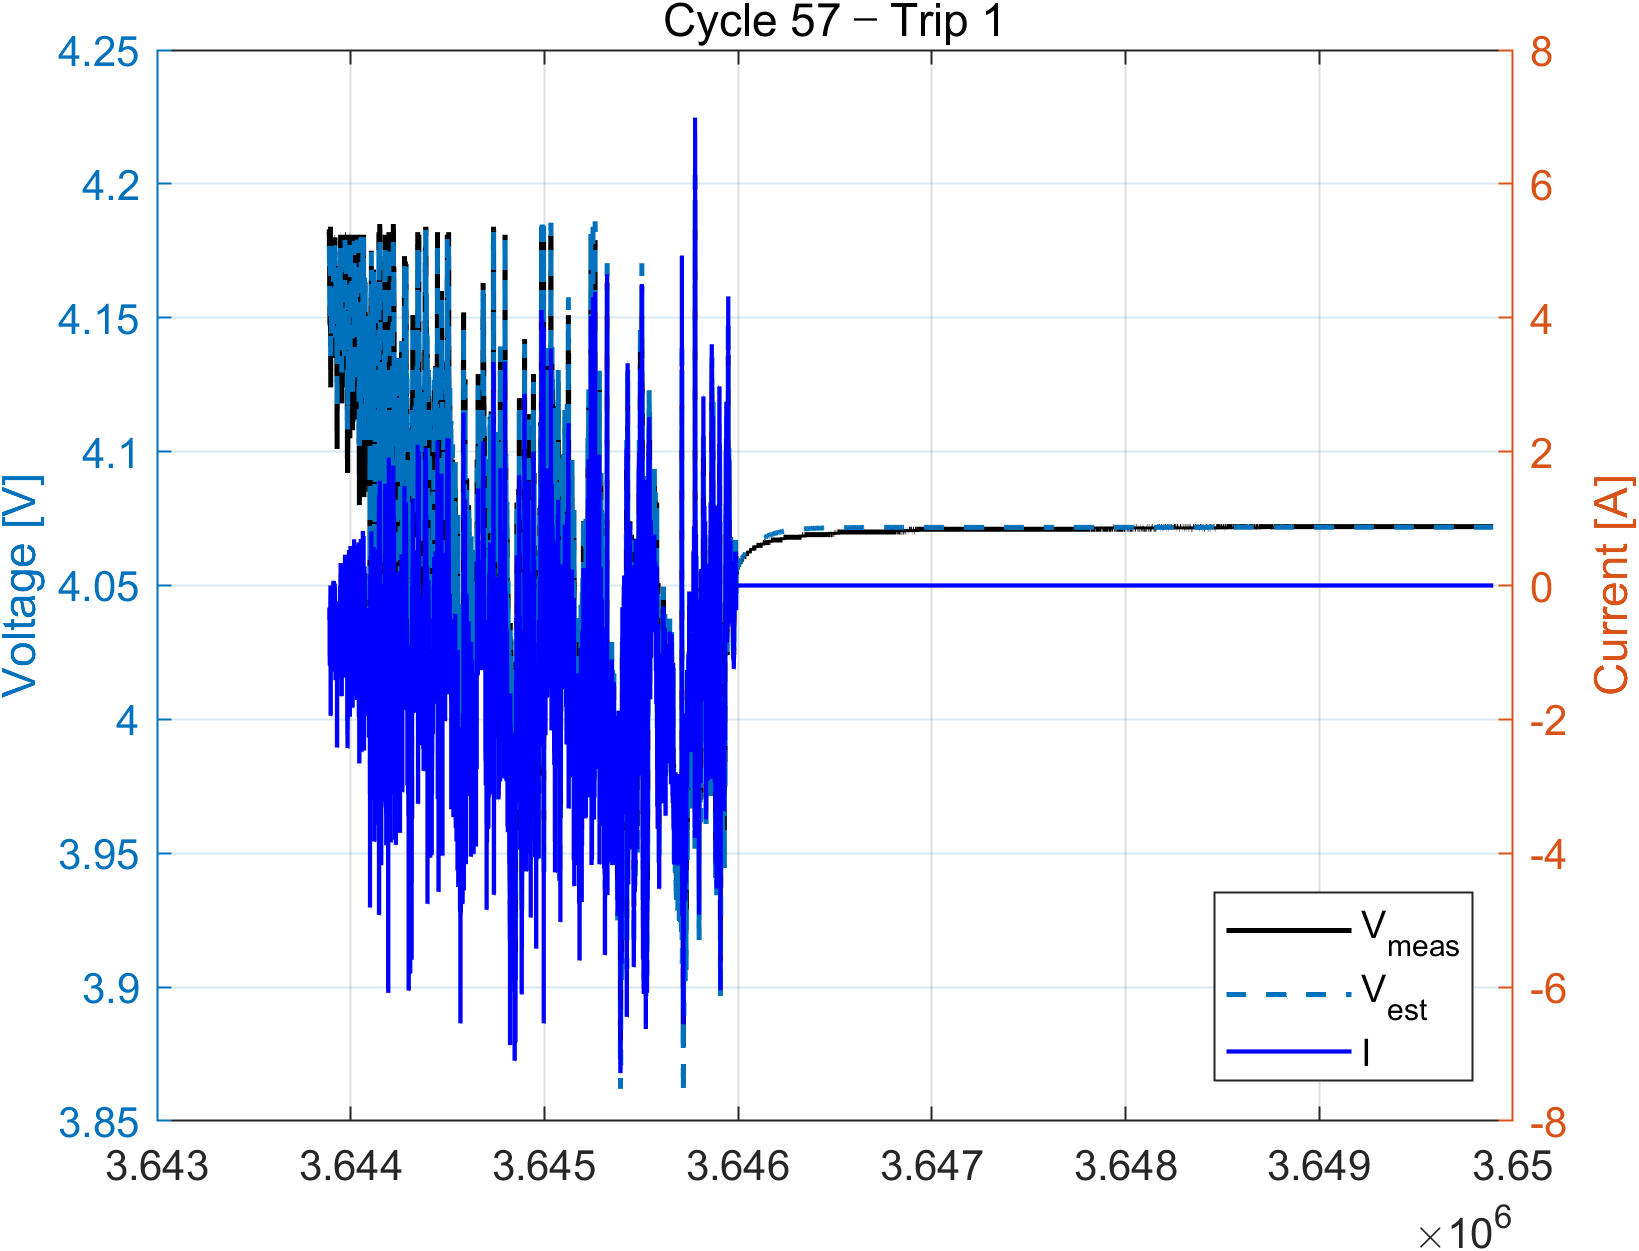 Cycle 57 – Trip 1
4.25
4.2
4.15
4.1
4.05
4
3.95
3.9
3.85
Voltage [V]
8
6
4
2
0
-2
-4
-6
-8
Current [A]
V meas
V est
I
3.643 3.644 3.645 3.646 3.647 3.648 3.649 3.65
×10^6